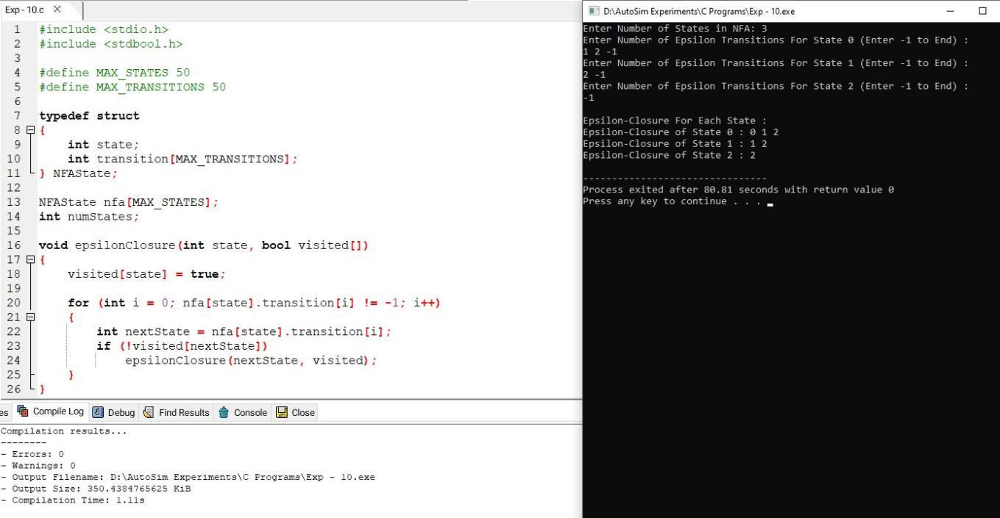 Exp - 10.c
1 #include <stdio.h>
2 #include <stdbool.h>
3
4 #define MAX_STATES 50
5 #define MAX_TRANSITIONS 50
6
7 typedef struct
8 {
9 int state;
10 int transition[MAX_TRANSITIONS];
11 } NFAState;
12
13 NFAState nfa[MAX_STATES];
14 int numStates;
15
16 void epsilonClosure(int state, bool visited[])
17 {
18 visited[state] = true;
19
20 for (int i = 0; nfa[state].transition[i] != -1; i++)
21 {
22 int nextState = nfa[state].transition[i];
23 if (!visited[nextState])
24 epsilonClosure(nextState, visited);
25 }
26 }
es Compile Log Debug Find Results Console Close
Compilation results...
--------
- Errors: 0
- Warnings: 0
- Output Filename: D:\AutoSim Experiments\C Programs\Exp - 10.exe
- Output Size: 350.4384765625 KiB
- Compilation Time: 1.11s
D:\AutoSim Experiments\C Programs\Exp - 10.exe
Enter Number of States in NFA: 3
Enter Number of Epsilon Transitions For State 0 (Enter -1 to End) :
1 2 -1
Enter Number of Epsilon Transitions For State 1 (Enter -1 to End) :
2 -1
Enter Number of Epsilon Transitions For State 2 (Enter -1 to End) :
-1
Epsilon-Closure For Each State :
Epsilon-Closure of State 0 : 0 1 2
Epsilon-Closure of State 1 : 1 2
Epsilon-Closure of State 2 : 2
--------------------------------
Process exited after 80.81 seconds with return value 0
Press any key to continue . . .